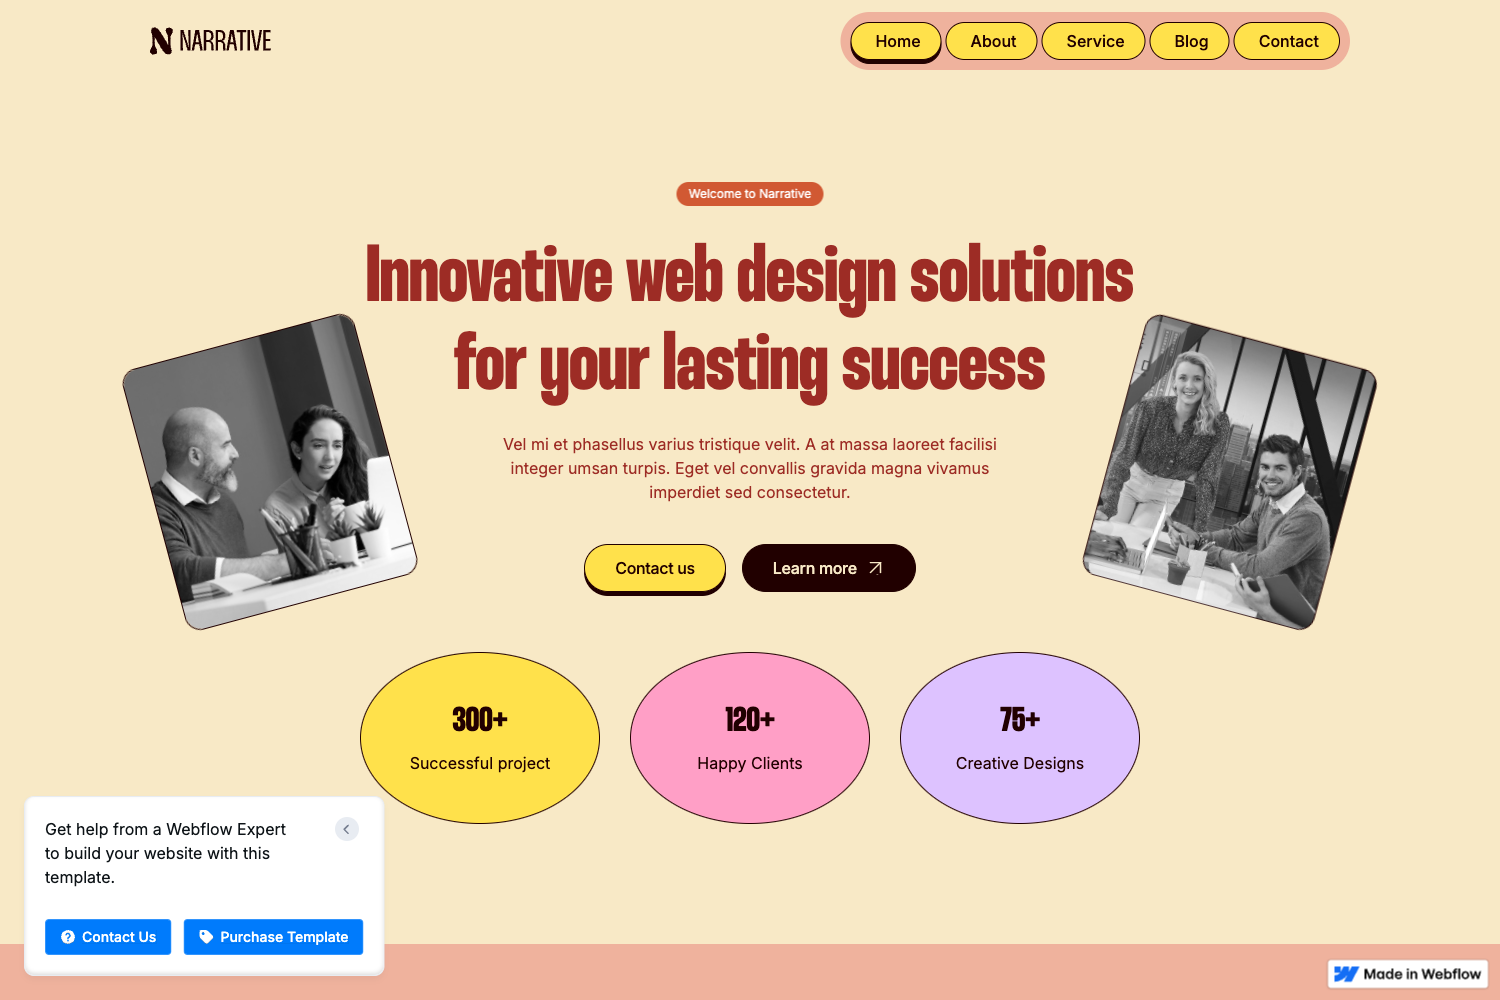 NARRATIVE
Home
About
Service
Blog
Contact
Welcome to Narrative
Innovative web design solutions
for your lasting success
Vel mi et phasellus varius tristique velit. A at massa laoreet facilisi
integer umsan turpis. Eget vel convallis gravida magna vivamus
imperdiet sed consectetur.
Contact us
Learn more
300+
Successful project
120+
Happy Clients
75+
Creative Designs
Get help from a Webflow Expert
to build your website with this
template.
Contact Us
Purchase Template
Made in Webflow